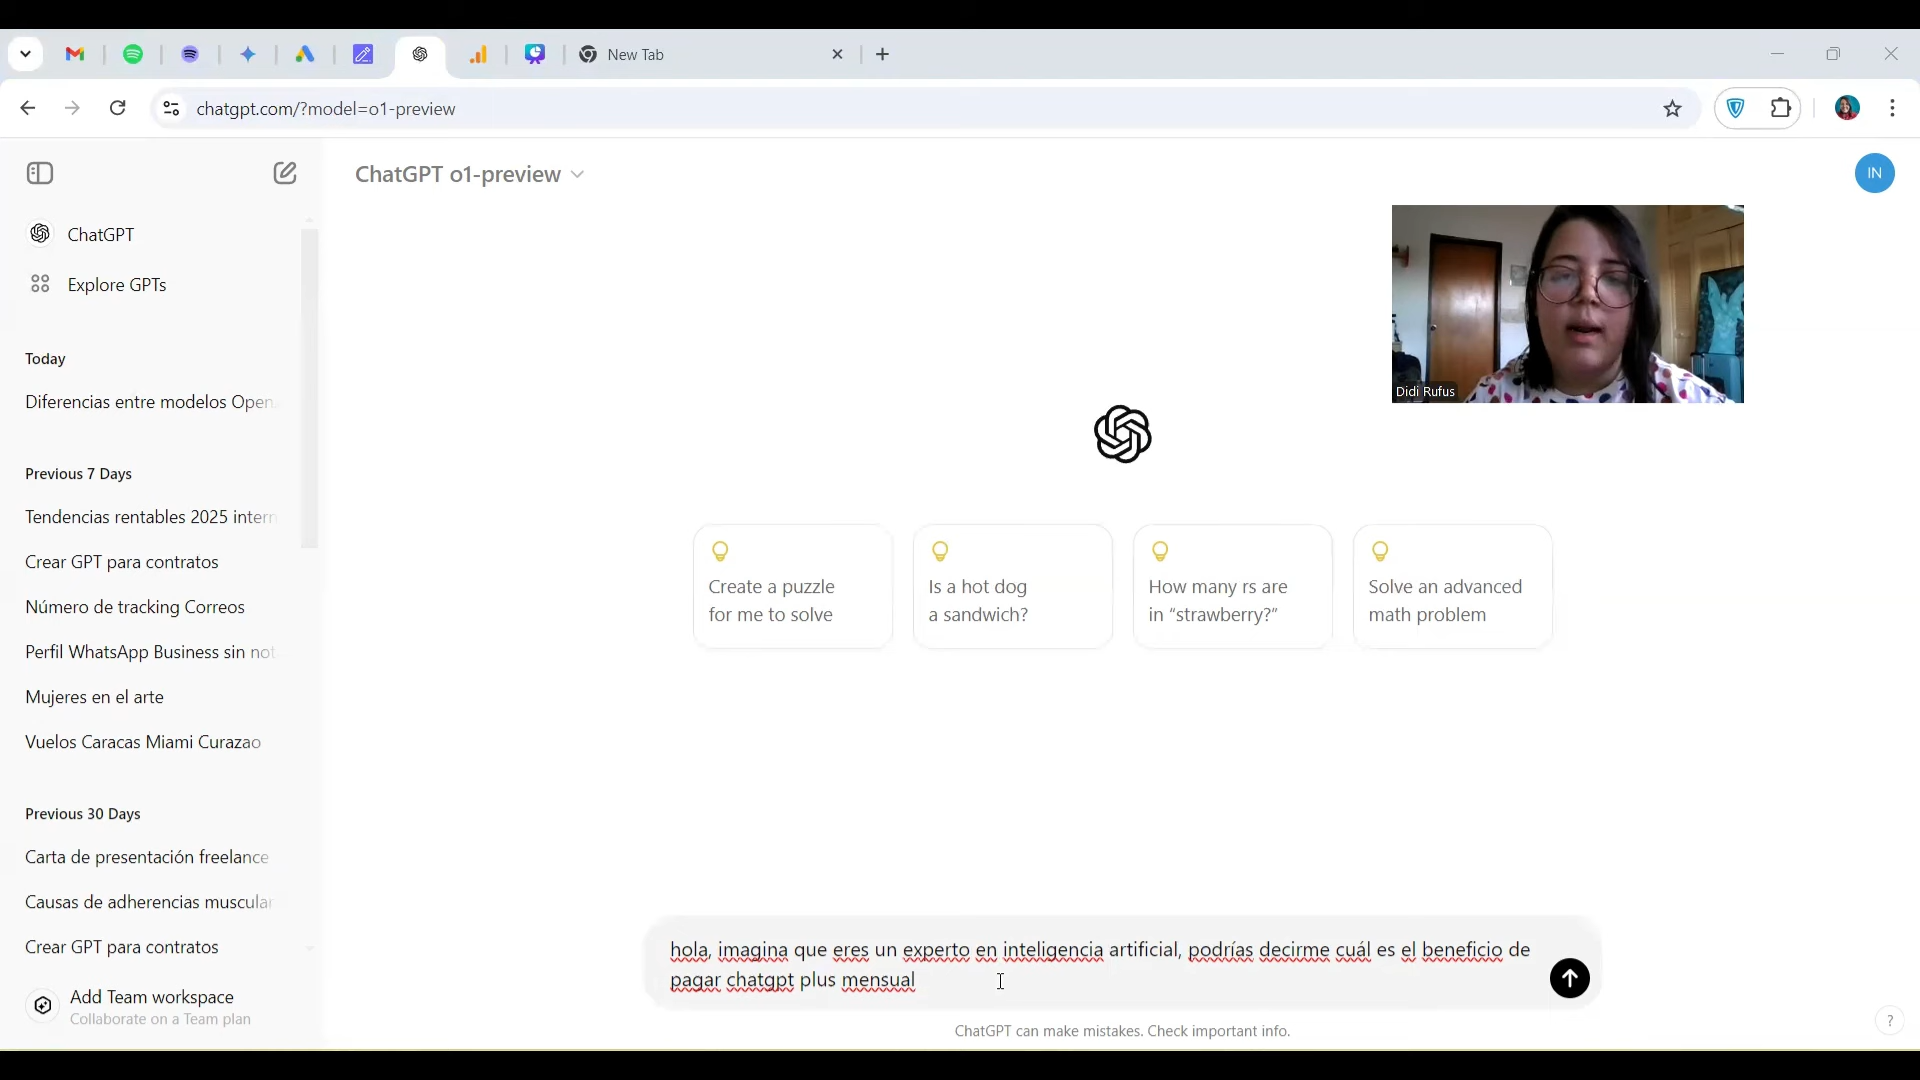 New Tab
chatgpt.com/?model=o1-preview
ChatGPT o1-preview
IN
ChatGPT
Explore GPTs
Today
Diferencias entre modelos Open
Previous 7 Days
Tendencias rentables 2025 intern
Crear GPT para contratos
Número de tracking Correos
Perfil WhatsApp Business sin not
Mujeres en el arte
Vuelos Caracas Miami Curazao
Previous 30 Days
Carta de presentación freelance
Causas de adherencias muscular
Crear GPT para contratos
Add Team workspace
Collaborate on a Team plan
Didi Rufus
Create a puzzle
for me to solve
Is a hot dog
a sandwich?
How many rs are
in “strawberry?”
Solve an advanced
math problem
hola, imagina que eres un experto en inteligencia artificial, podrías decirme cuál es el beneficio de
pagar chatgpt plus mensual
ChatGPT can make mistakes. Check important info.
?